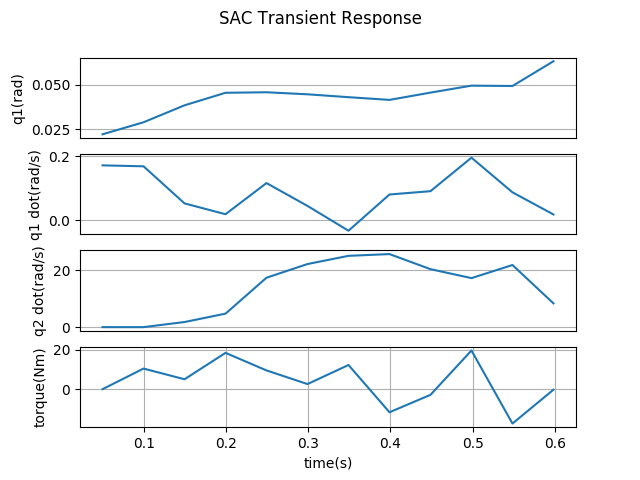 SAC Transient Response
q1(rad)
0.050
0.025
q1 dot(rad/s)
0.2
0.0
q2 dot(rad/s)
20
0
torque(Nm)
20
0
0.1 0.2 0.3 0.4 0.5 0.6
time(s)